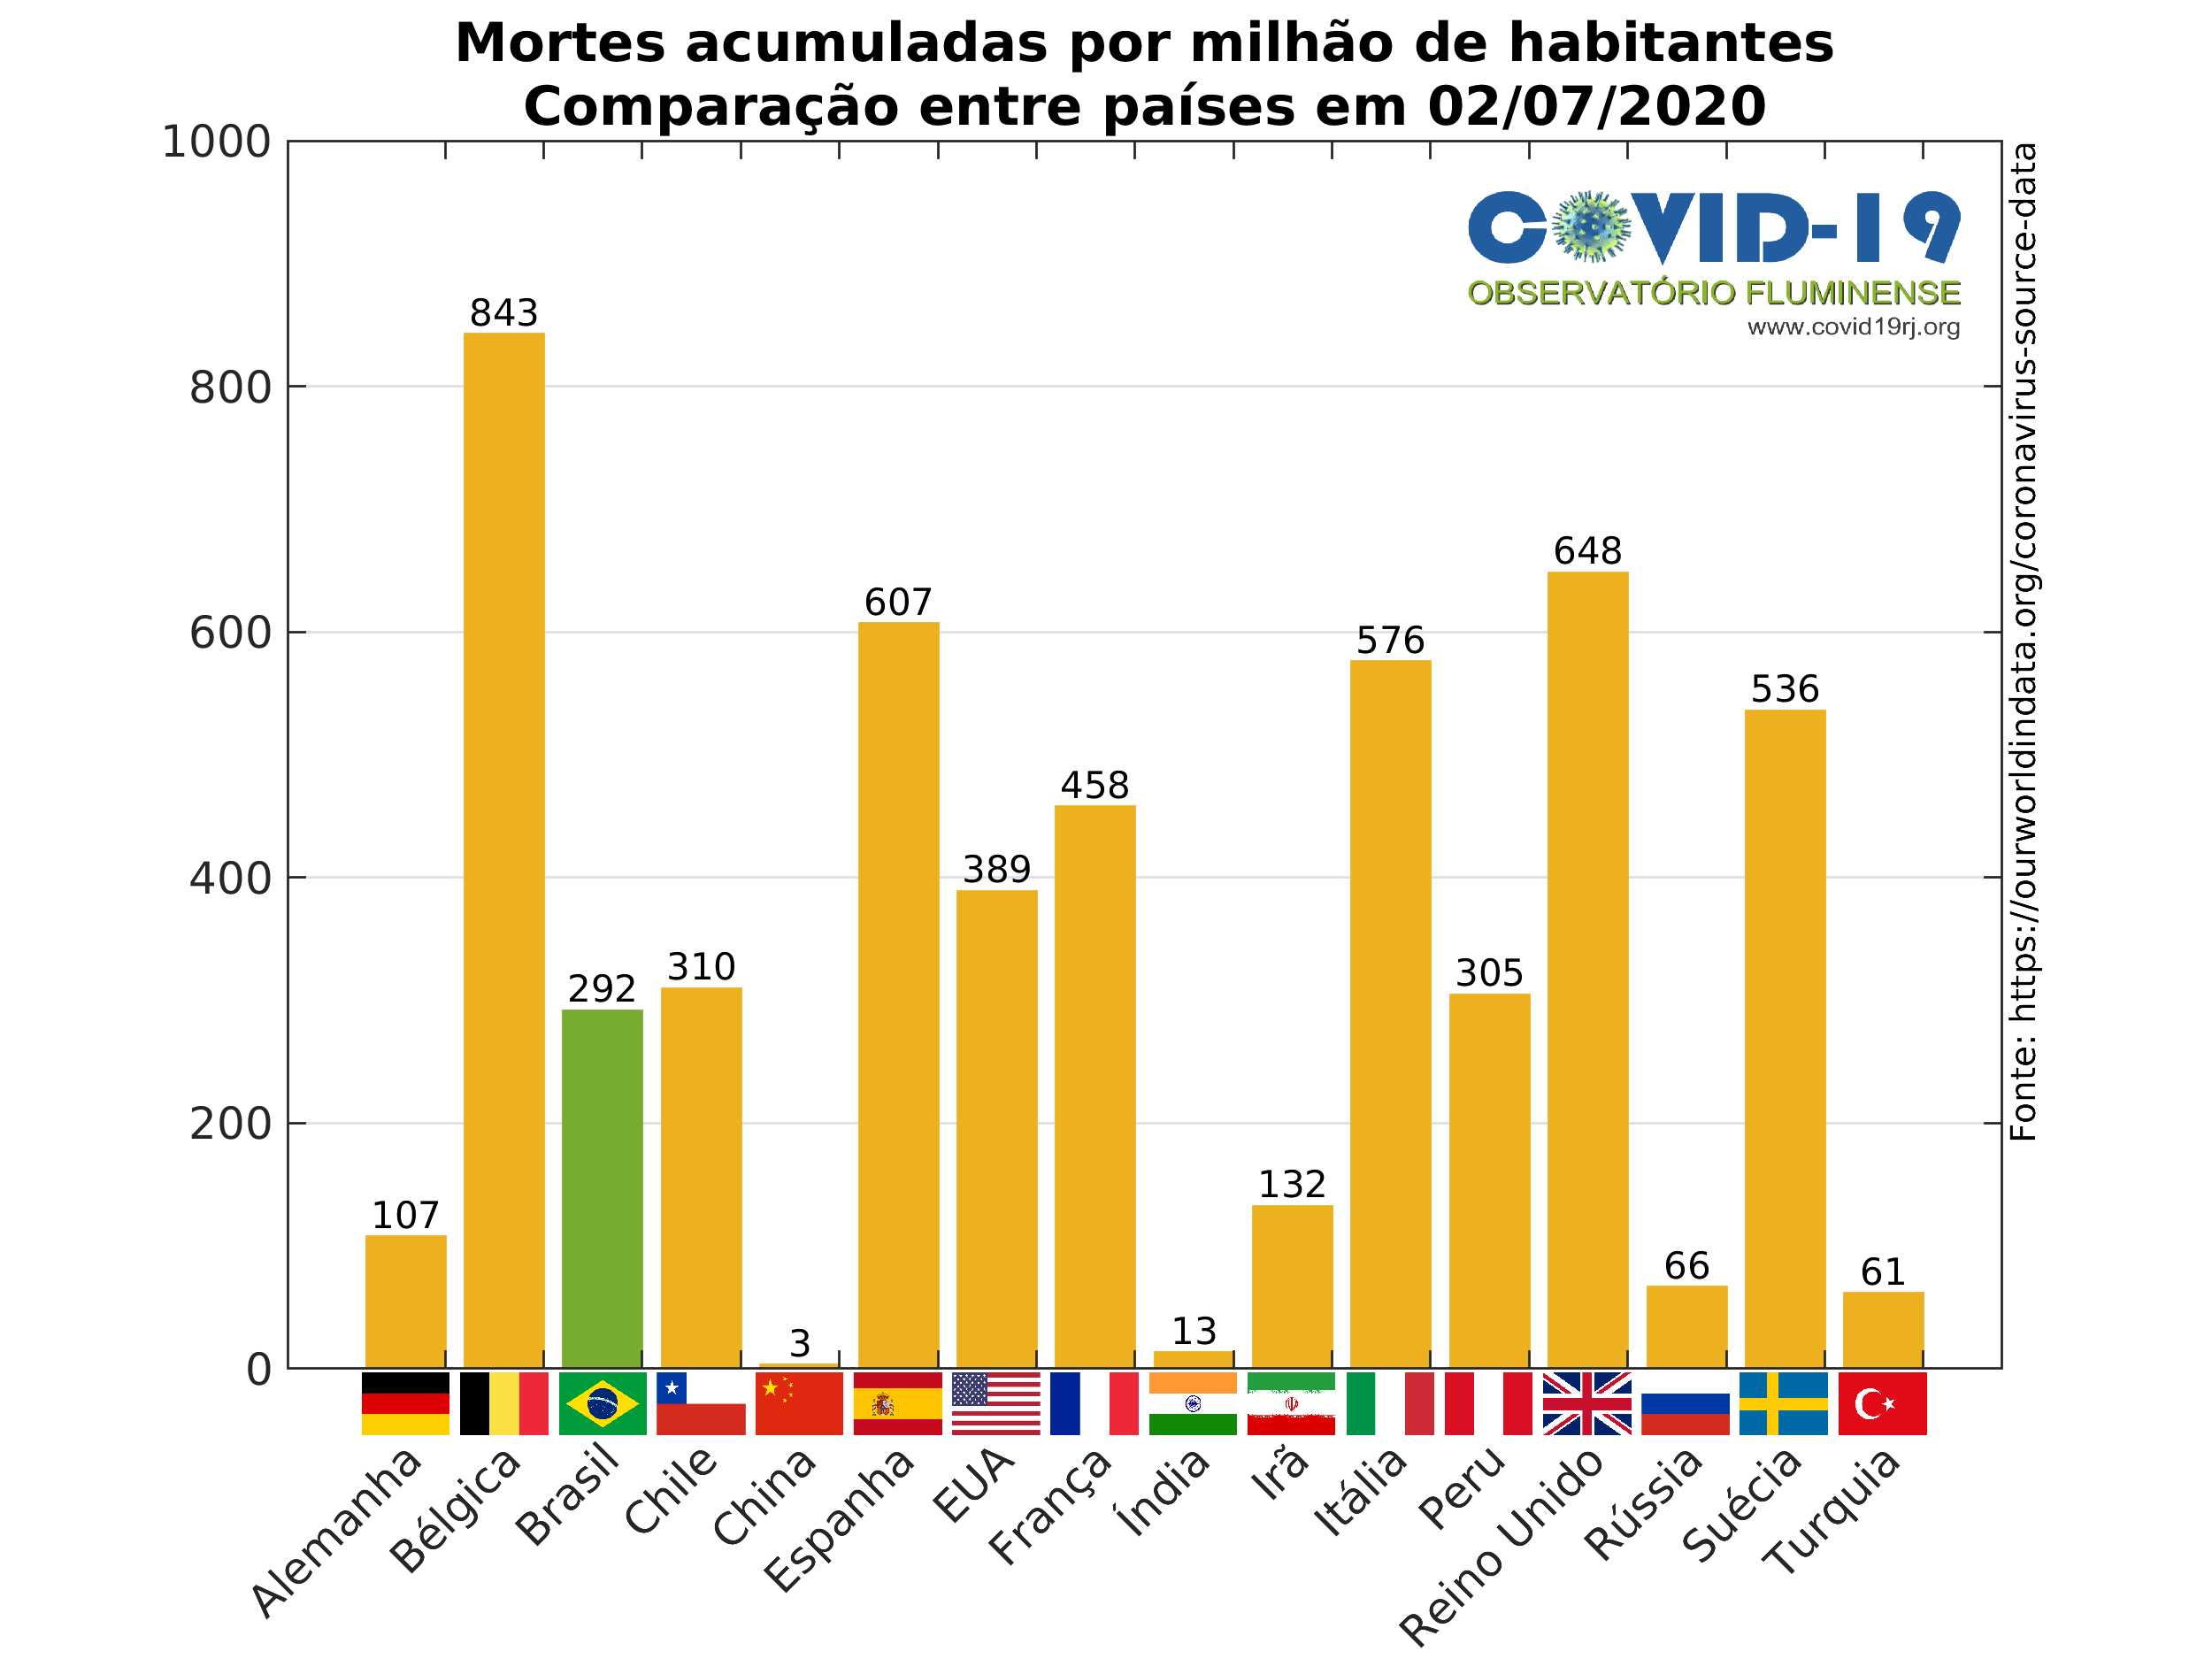 Mortes acumuladas por milhão de habitantes
Comparação entre países em 02/07/2020
1000
800
600
400
200
0
COVID-19
OBSERVATÓRIO FLUMINENSE
www.covid19rj.org
Fonte: https://ourworldindata.org/coronavirus-source-data
107
843
292
310
3
607
389
458
13
132
576
305
648
66
536
61
Alemanha
Bélgica
Brasil
Chile
China
Espanha
EUA
França
Índia
Irã
Itália
Peru
Reino Unido
Rússia
Suécia
Turquia